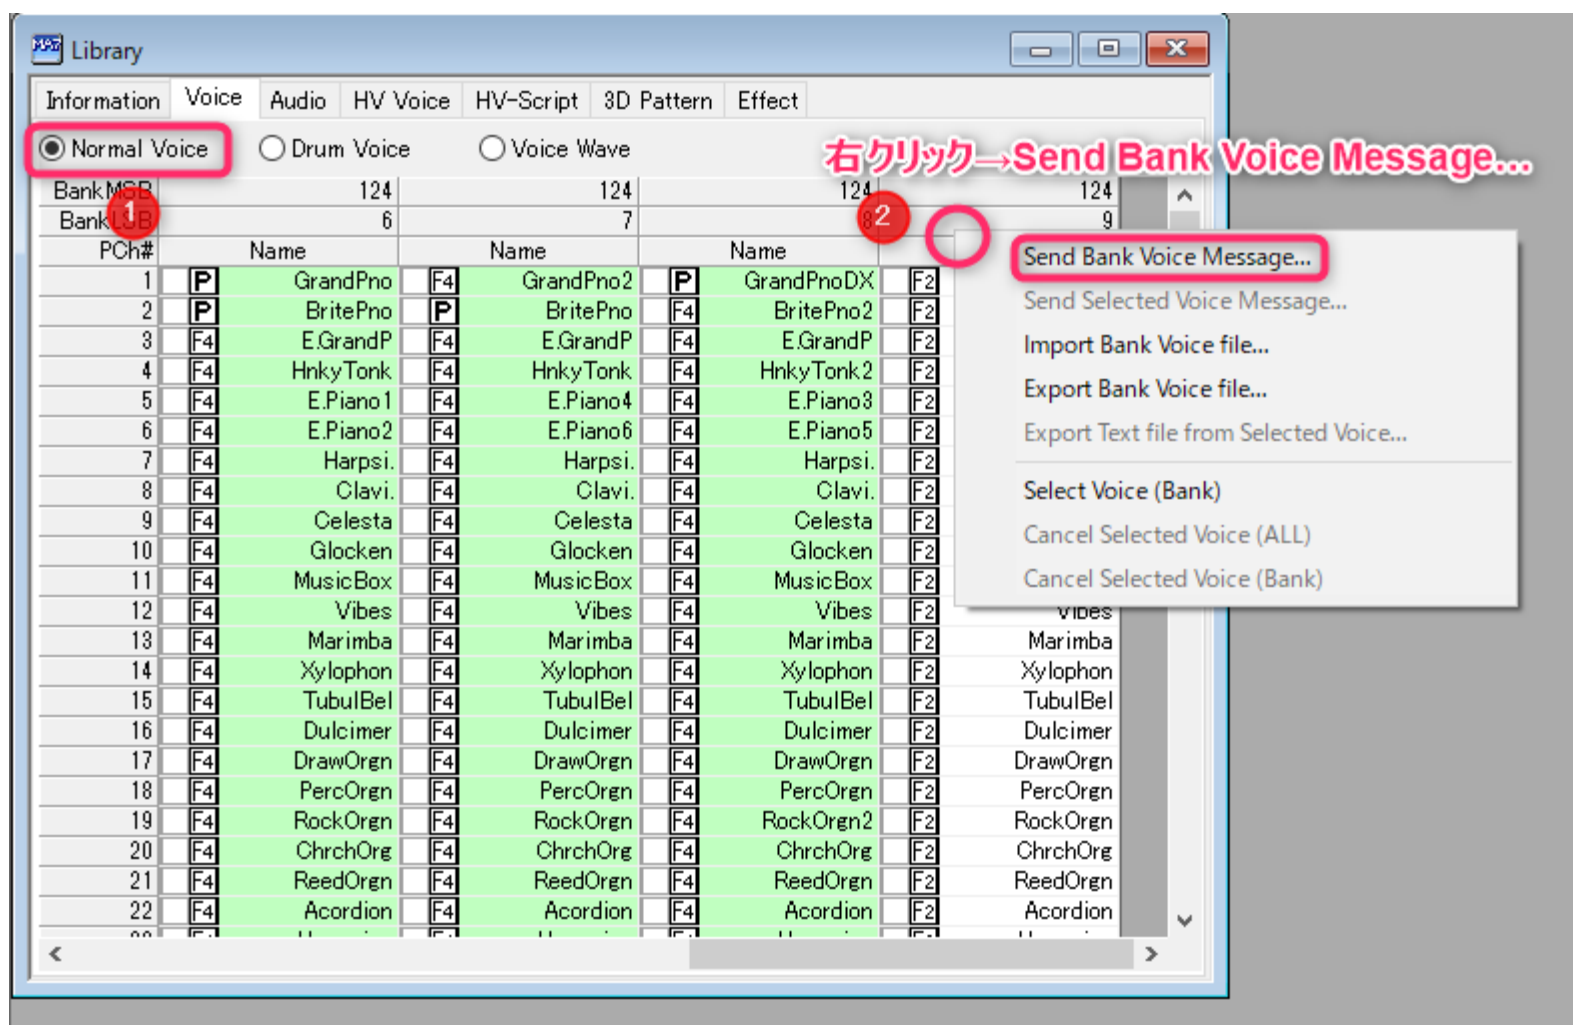 Library
Information Voice Audio HV Voice HV-Script 3D Pattern Effect
Normal Voice Drum Voice Voice Wave
右クリック→Send Bank Voice Message...
BankMSB 124 124 124 124
BankLSB 6 7 8 9
1 2
PCh# Name Name Name
1 P GrandPno F4 GrandPno2 P GrandPnoDX F2
2 P BritePno P BritePno F4 BritePno2 F2
3 F4 E.GrandP F4 E.GrandP F4 E.GrandP F2
4 F4 HnkyTonk F4 HnkyTonk F4 HnkyTonk2 F2
5 F4 E.Piano1 F4 E.Piano4 F4 E.Piano3 F2
6 F4 E.Piano2 F4 E.Piano6 F4 E.Piano5 F2
7 F4 Harpsi. F4 Harpsi. F4 Harpsi. F2
8 F4 Clavi. F4 Clavi. F4 Clavi. F2
9 F4 Celesta F4 Celesta F4 Celesta F2
10 F4 Glocken F4 Glocken F4 Glocken F2
11 F4 MusicBox F4 MusicBox F4 MusicBox F2
12 F4 Vibes F4 Vibes F4 Vibes F2 Vibes
13 F4 Marimba F4 Marimba F4 Marimba F2 Marimba
14 F4 Xylophon F4 Xylophon F4 Xylophon F2 Xylophon
15 F4 TubulBel F4 TubulBel F4 TubulBel F2 TubulBel
16 F4 Dulcimer F4 Dulcimer F4 Dulcimer F2 Dulcimer
17 F4 DrawOrgn F4 DrawOrgn F4 DrawOrgn F2 DrawOrgn
18 F4 PercOrgn F4 PercOrgn F4 PercOrgn F2 PercOrgn
19 F4 RockOrgn F4 RockOrgn F4 RockOrgn2 F2 RockOrgn
20 F4 ChrchOrg F4 ChrchOrg F4 ChrchOrg F2 ChrchOrg
21 F4 ReedOrgn F4 ReedOrgn F4 ReedOrgn F2 ReedOrgn
22 F4 Acordion F4 Acordion F4 Acordion F2 Acordion
Send Bank Voice Message...
Send Selected Voice Message...
Import Bank Voice file...
Export Bank Voice file...
Export Text file from Selected Voice...
Select Voice (Bank)
Cancel Selected Voice (ALL)
Cancel Selected Voice (Bank)